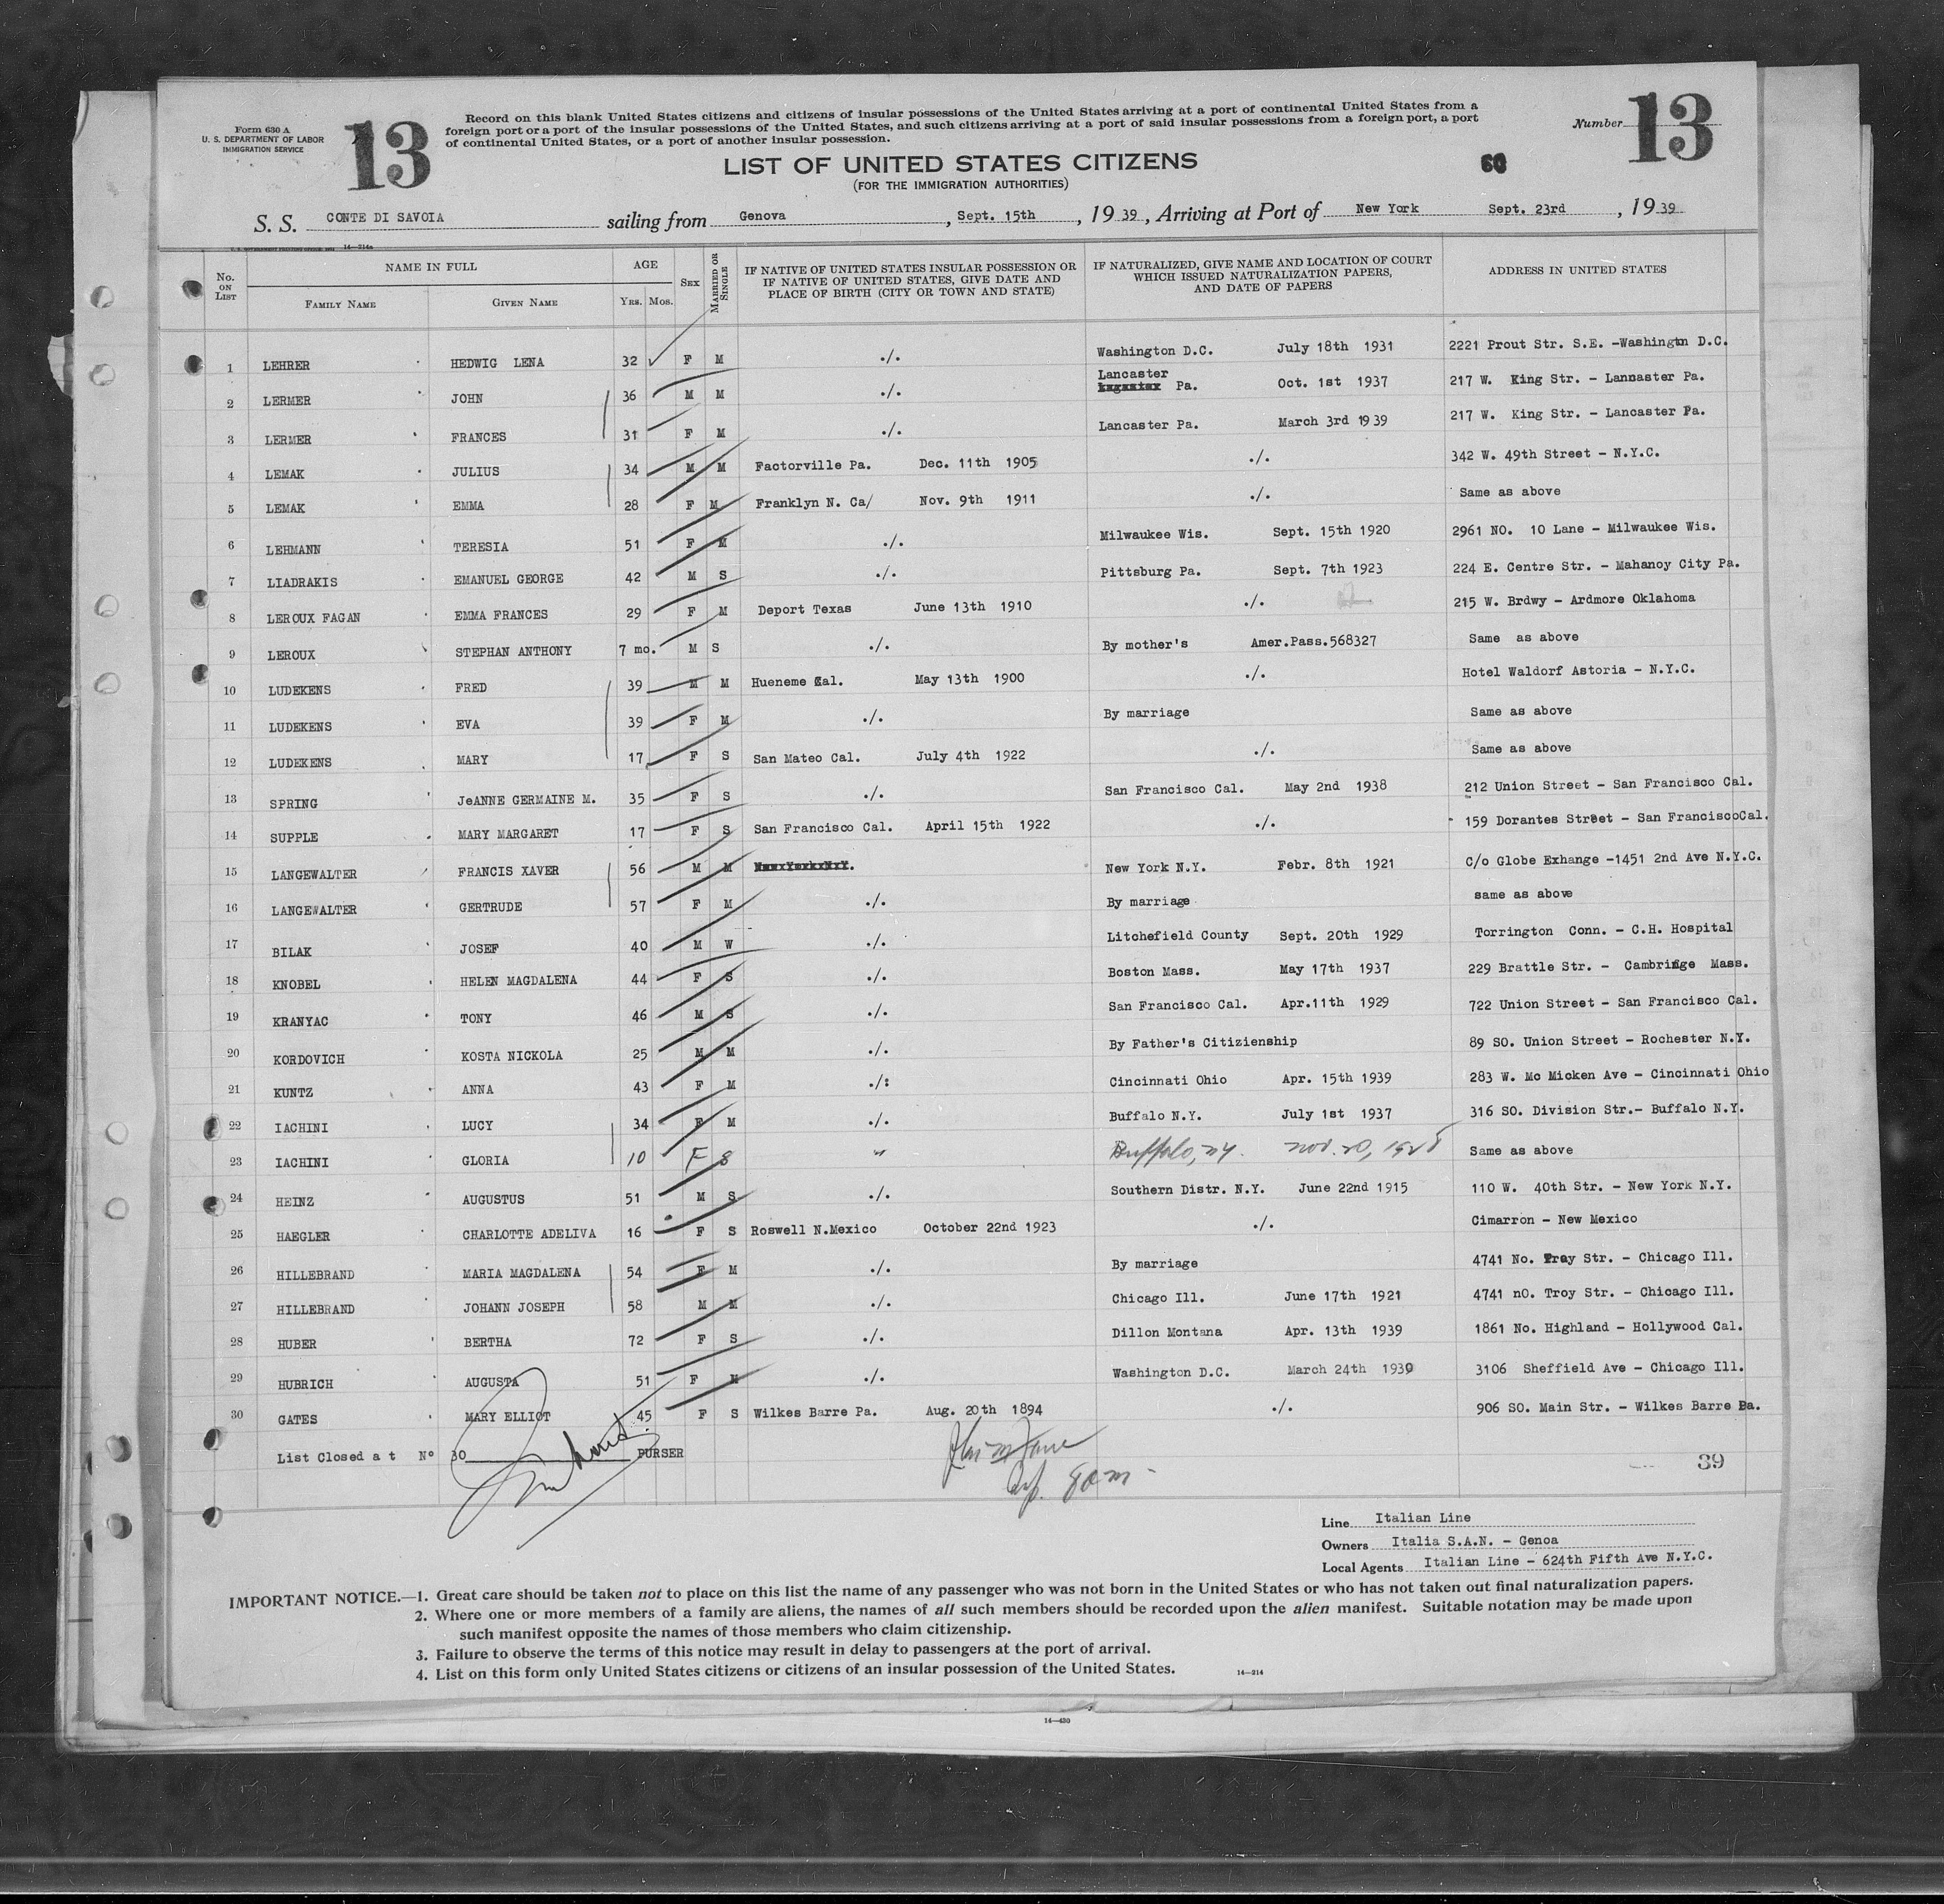 Form 630 A
U. S. DEPARTMENT OF LABOR
IMMIGRATION SERVICE
13
Record on this blank United States citizens and citizens of insular possessions of the United States arriving at a port of continental United States from a
foreign port or a port of the insular possessions of the United States, and such citizens arriving at a port of said insular possessions from a foreign port, a port
of continental United States, or a port of another insular possession.
Number 13
LIST OF UNITED STATES CITIZENS
(FOR THE IMMIGRATION AUTHORITIES)
60
S. S. CONTE DI SAVOIA sailing from Genova, Sept. 15th, 1939, Arriving at Port of New York Sept. 23rd, 1939
No. ON LIST NAME IN FULL FAMILY NAME GIVEN NAME AGE YRS. MOS. SEX MARRIED OR SINGLE IF NATIVE OF UNITED STATES INSULAR POSSESSION OR IF NATIVE OF UNITED STATES, GIVE DATE AND PLACE OF BIRTH (CITY OR TOWN AND STATE) IF NATURALIZED, GIVE NAME AND LOCATION OF COURT WHICH ISSUED NATURALIZATION PAPERS, AND DATE OF PAPERS ADDRESS IN UNITED STATES
1 LEHRER HEDWIG LENA 32 F M ./. Washington D.C. July 18th 1931 2221 Prout Str. S.E. -Washingtn D.C.
2 LERMER JOHN 36 M M ./. Lancaster Pa. Oct. 1st 1937 217 W. King Str. - Lannaster Pa.
3 LERMER FRANCES 31 F M ./. Lancaster Pa. March 3rd 1939 217 W. King Str. - Lancaster Pa.
4 LEMAK JULIUS 34 M M Factorville Pa. Dec. 11th 1905 ./. 342 W. 49th Street - N.Y.C.
5 LEMAK EMMA 28 F M Franklyn N. Ca/ Nov. 9th 1911 ./. Same as above
6 LEHMANN TERESIA 51 F M ./. Milwaukee Wis. Sept. 15th 1920 2961 NO. 10 Lane - Milwaukee Wis.
7 LIADRAKIS EMANUEL GEORGE 42 M S ./. Pittsburg Pa. Sept. 7th 1923 224 E. Centre Str. - Mahanoy City Pa.
8 LEROUX FAGAN EMMA FRANCES 29 F M Deport Texas June 13th 1910 ./. 215 W. Brdwy - Ardmore Oklahoma
9 LEROUX STEPHAN ANTHONY 7 mo. M S ./. By mother's Amer.Pass.568327 Same as above
10 LUDEKENS FRED 39 M M Hueneme Cal. May 13th 1900 ./. Hotel Waldorf Astoria - N.Y.C.
11 LUDEKENS EVA 39 F M ./. By marriage Same as above
12 LUDEKENS MARY 17 F S San Mateo Cal. July 4th 1922 ./. Same as above
13 SPRING JeANNE GERMAINE M. 35 F S ./. San Francisco Cal. May 2nd 1938 212 Union Street - San Francisco Cal.
14 SUPPLE MARY MARGARET 17 F S San Francisco Cal. April 15th 1922 ./. 159 Dorantes Street - San FranciscoCal.
15 LANGEWALTER FRANCIS XAVER 56 M M New York N.Y. Febr. 8th 1921 C/o Globe Exhange -1451 2nd Ave N.Y.C.
16 LANGEWALTER GERTRUDE 57 F M ./. By marriage same as above
17 BILAK JOSEF 40 M W ./. Litchefield County Sept. 20th 1929 Torrington Conn. - C.H. Hospital
18 KNOBEL HELEN MAGDALENA 44 F S ./. Boston Mass. May 17th 1937 229 Brattle Str. - Cambringe Mass.
19 KRANYAC TONY 46 M S ./. San Francisco Cal. Apr.11th 1929 722 Union Street - San Francisco Cal.
20 KORDOVICH KOSTA NICKOLA 25 M M ./. By Father's Citizienship 89 SO. Union Street - Rochester N.Y.
21 KUNTZ ANNA 43 F M ./: Cincinnati Ohio Apr. 15th 1939 283 W. Mc Micken Ave - Cincinnati Ohio
22 IACHINI LUCY 34 F M ./. Buffalo N.Y. July 1st 1937 316 SO. Division Str.- Buffalo N.Y.
23 IACHINI GLORIA 10 F S " Buffalo, NY. Nov. 20, 1928 Same as above
24 HEINZ AUGUSTUS 51 M S ./. Southern Distr. N.Y. June 22nd 1915 110 W. 40th Str. - New York N.Y.
25 HAEGLER CHARLOTTE ADELIVA 16 F S Roswell N.Mexico October 22nd 1923 ./. Cimarron - New Mexico
26 HILLEBRAND MARIA MAGDALENA 54 F M ./. By marriage 4741 No. Troy Str. - Chicago Ill.
27 HILLEBRAND JOHANN JOSEPH 58 M M ./. Chicago Ill. June 17th 1921 4741 nO. Troy Str. - Chicago Ill.
28 HUBER BERTHA 72 F S ./. Dillon Montana Apr. 13th 1939 1861 No. Highland - Hollywood Cal.
29 HUBRICH AUGUSTA 51 F M ./. Washington D.C. March 24th 1939 3106 Sheffield Ave - Chicago Ill.
30 GATES MARY ELLIOT 45 F S Wilkes Barre Pa. Aug. 20th 1894 ./. 906 SO. Main Str. - Wilkes Barre Pa.
List Closed a t N° 30 PURSER
39
Line Italian Line
Owners Italia S.A.N. - Genoa
Local Agents Italian Line - 624th Fifth Ave N.Y.C.
IMPORTANT NOTICE.—1. Great care should be taken not to place on this list the name of any passenger who was not born in the United States or who has not taken out final naturalization papers.
2. Where one or more members of a family are aliens, the names of all such members should be recorded upon the alien manifest. Suitable notation may be made upon
such manifest opposite the names of those members who claim citizenship.
3. Failure to observe the terms of this notice may result in delay to passengers at the port of arrival.
4. List on this form only United States citizens or citizens of an insular possession of the United States.
14—214
14—430